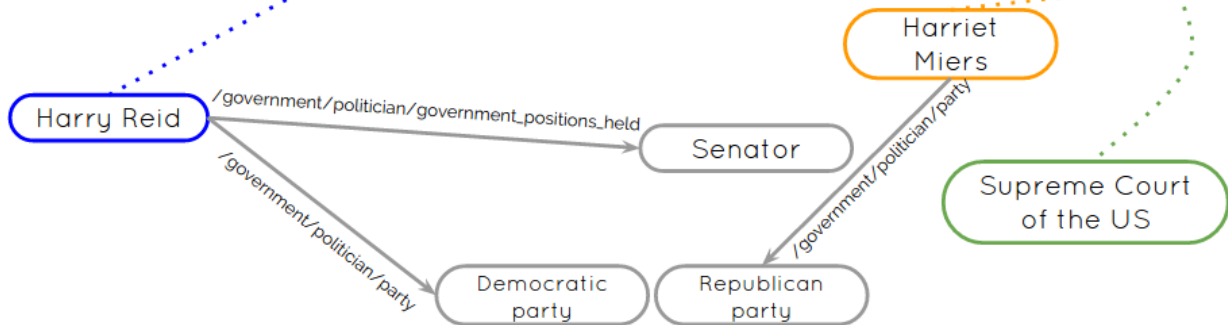 Harriet
Miers
Harry Reid
/government/politician/government_positions_held
Senator
/government/politician/party
/government/politician/party
Supreme Court
of the US
Democratic
party
Republican
party